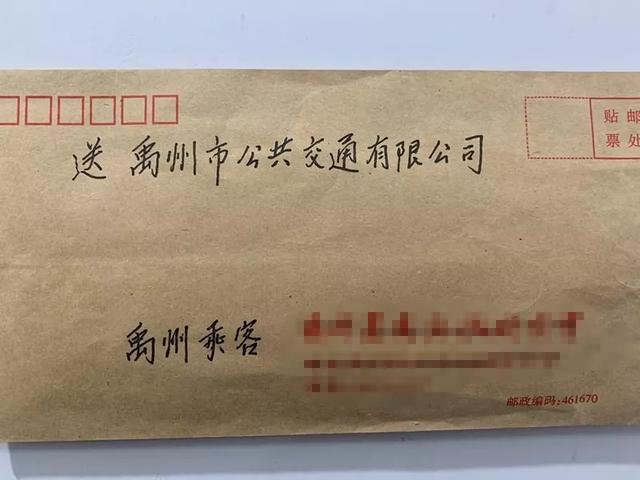 贴邮
票处
送 禹州市公共交通有限公司
禹州乘客
邮政编码:461670